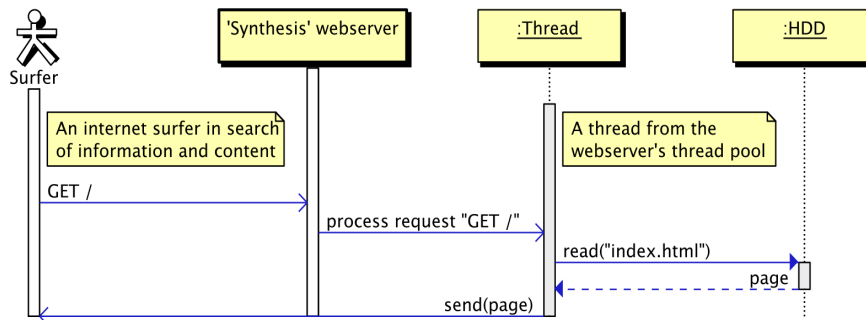 Surfer
'Synthesis' webserver
:Thread
:HDD
An internet surfer in search
of information and content
A thread from the
webserver's thread pool
GET /
process request "GET /"
read("index.html")
page
send(page)